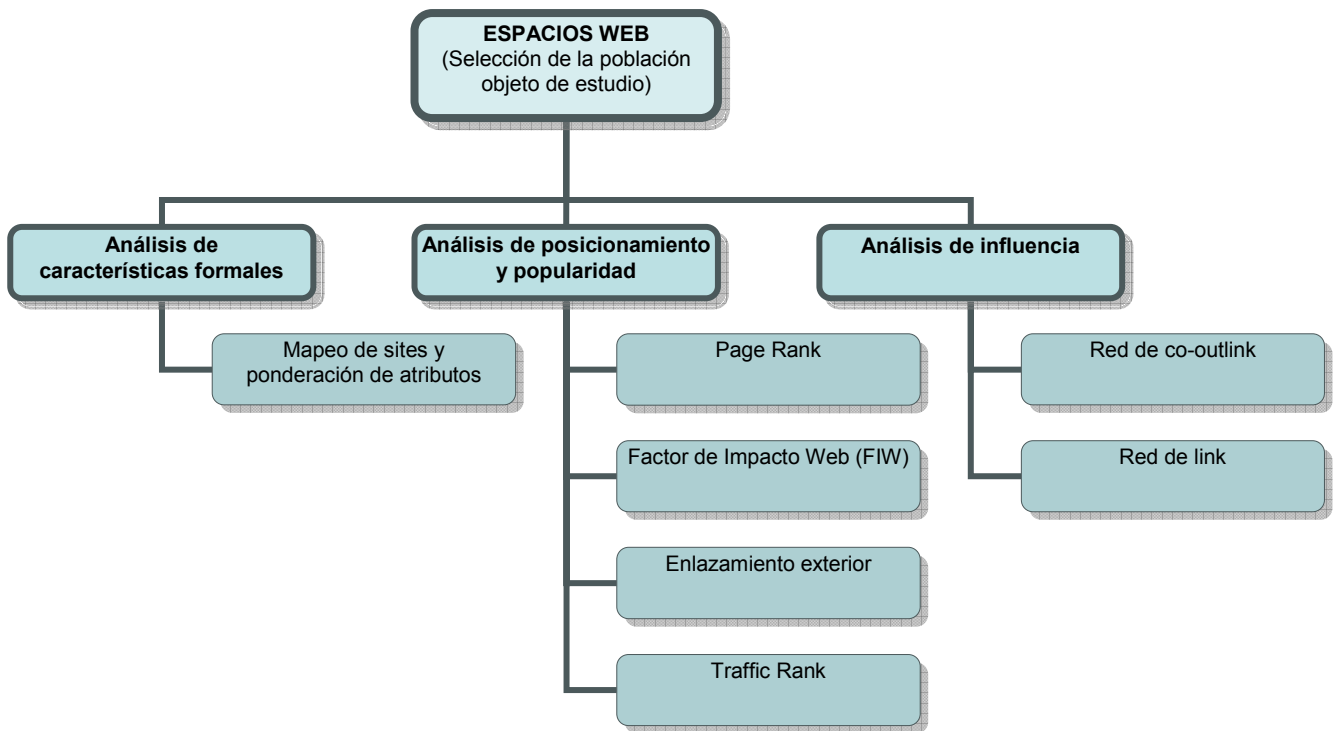 ESPACIOS WEB
(Selección de la población
objeto de estudio)
Análisis de
características formales
Análisis de posicionamiento
y popularidad
Análisis de influencia
Mapeo de sites y
ponderación de atributos
Page Rank
Red de co-outlink
Factor de Impacto Web (FIW)
Red de link
Enlazamiento exterior
Traffic Rank